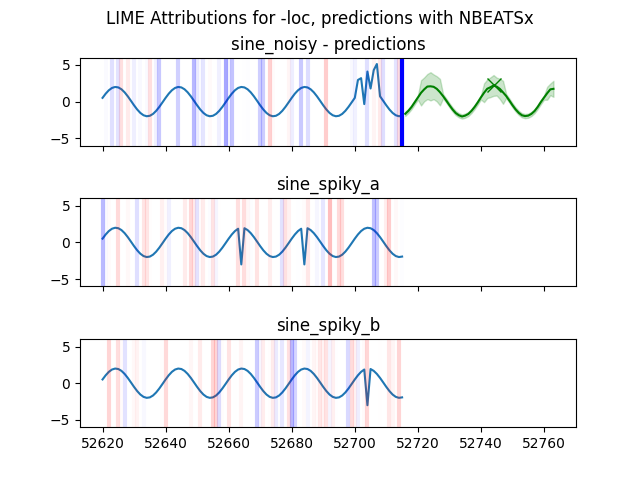 LIME Attributions for -loc, predictions with NBEATSx
sine_noisy - predictions
5
0
−5
sine_spiky_a
5
0
−5
sine_spiky_b
5
0
−5
52620 52640 52660 52680 52700 52720 52740 52760